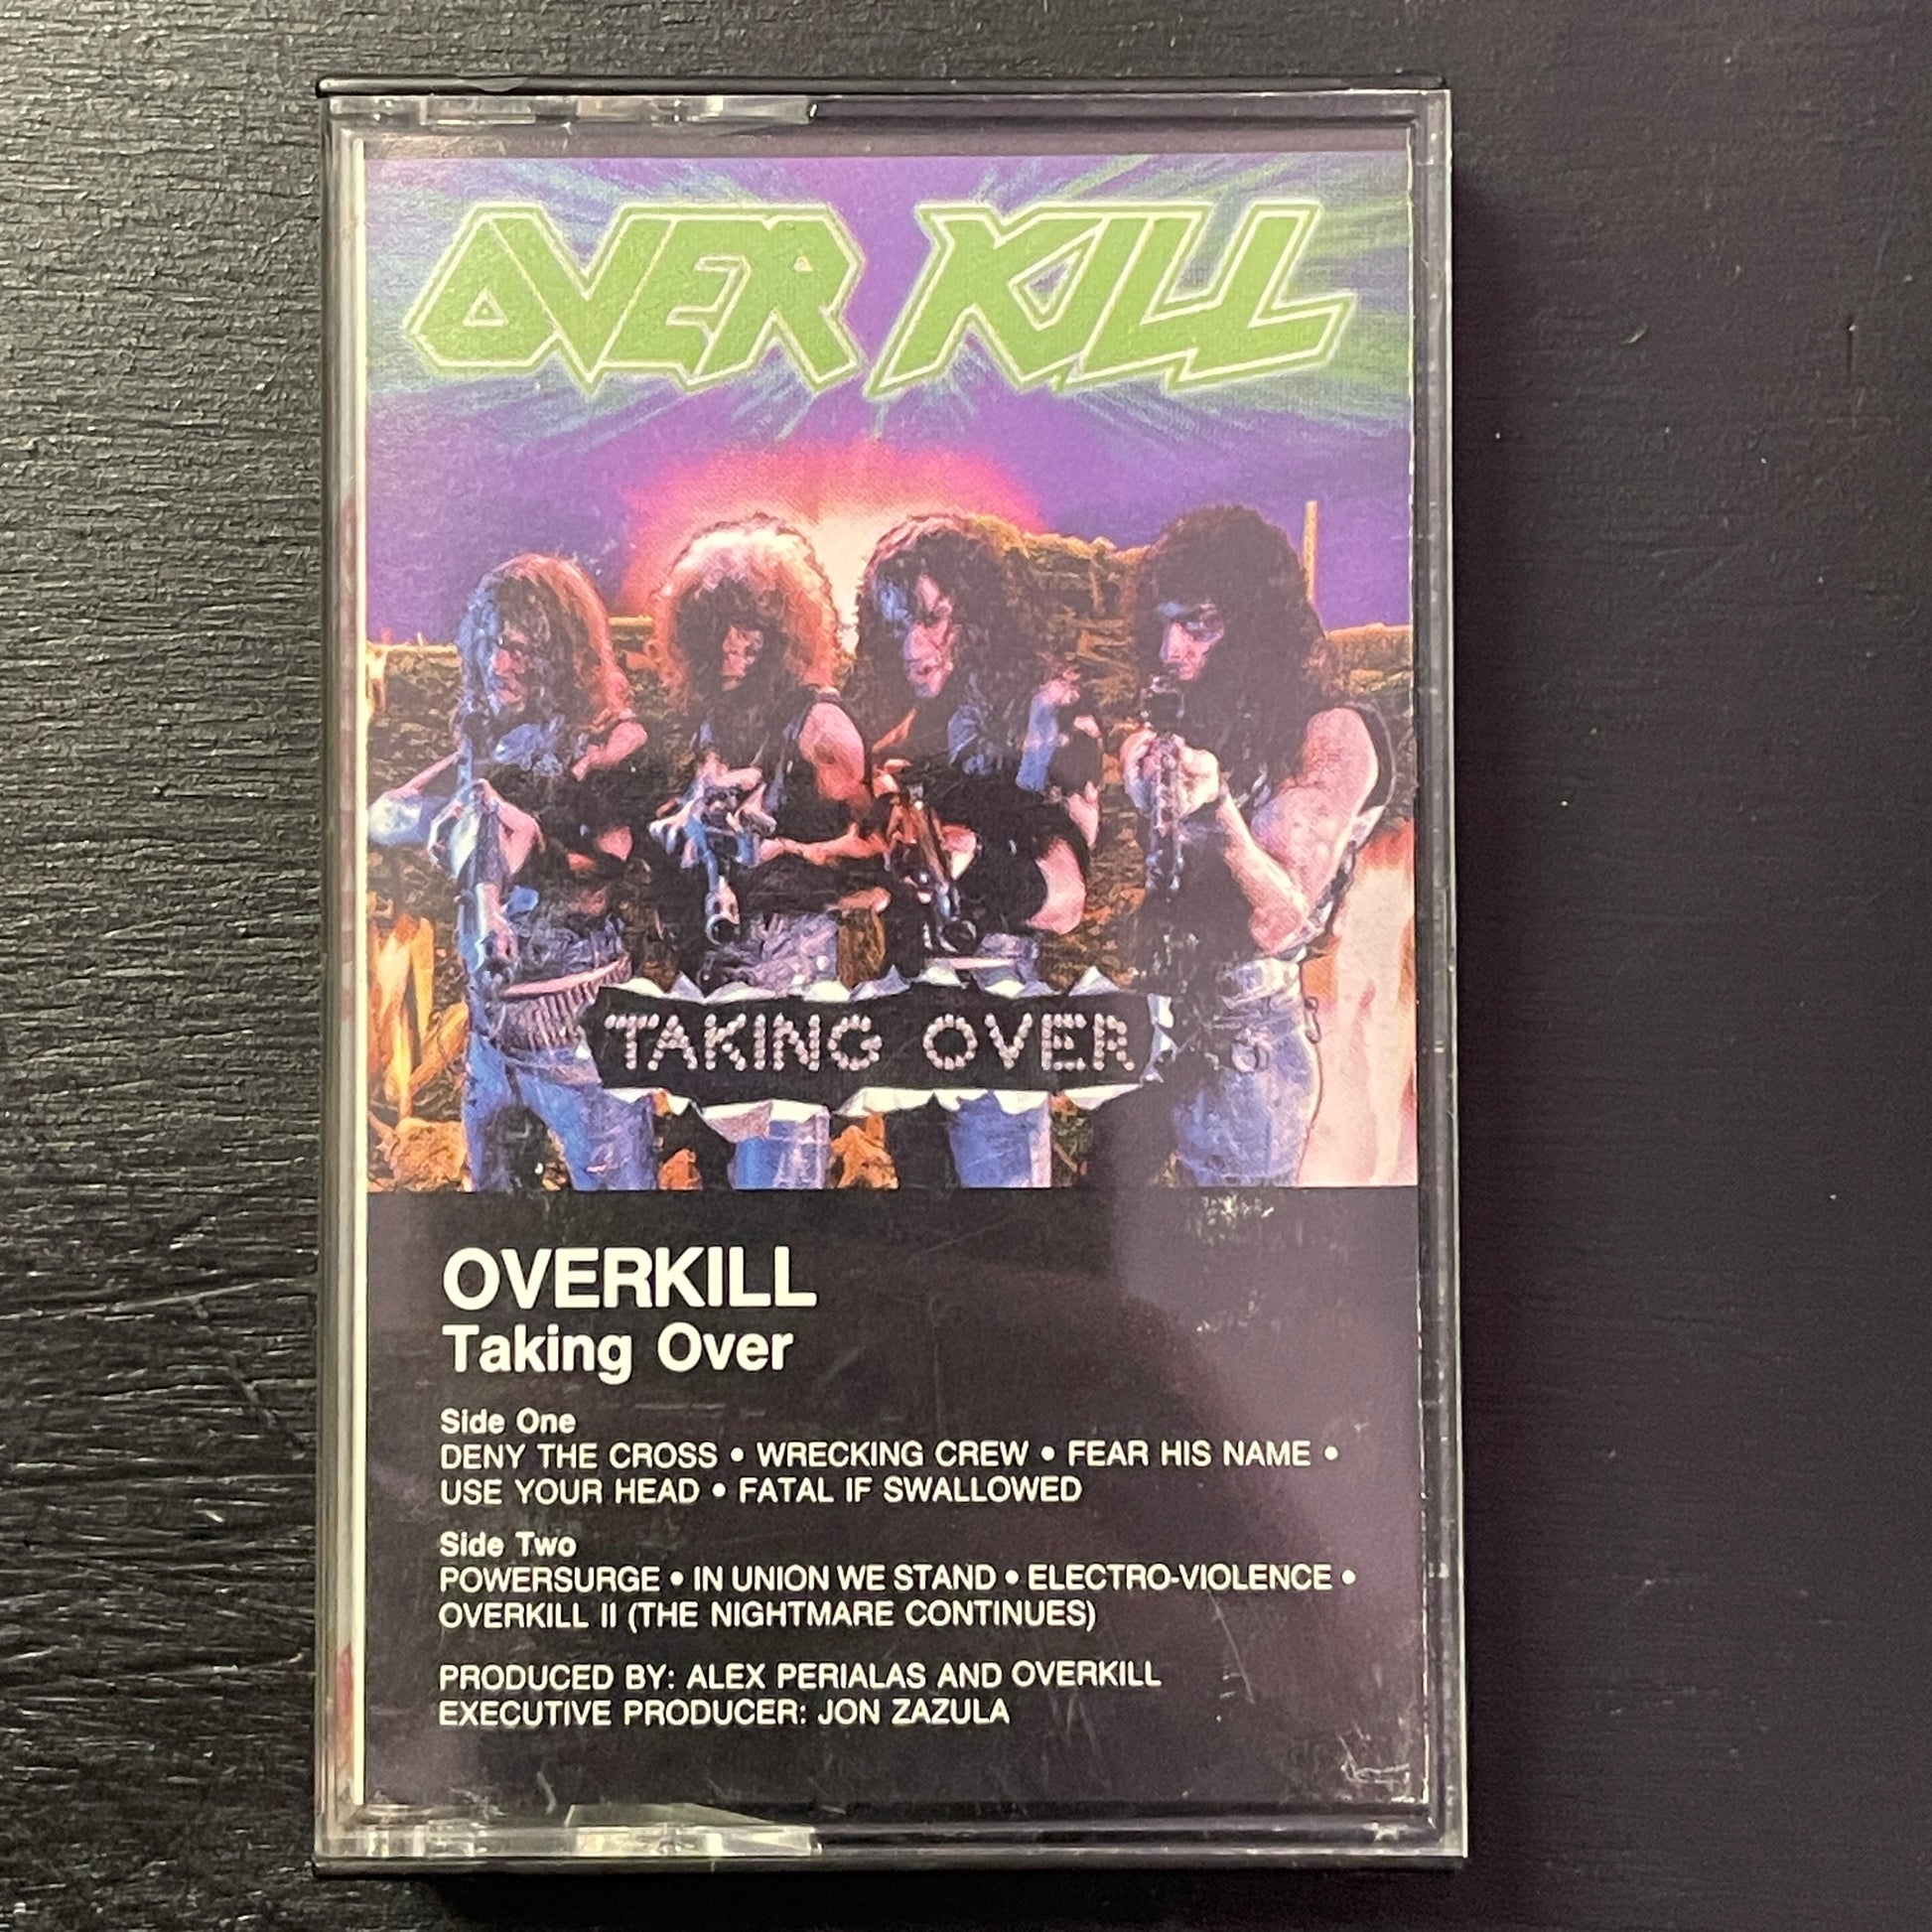 OVER KILL
TAKING OVER
OVERKILL
Taking Over
Side One
DENY THE CROSS • WRECKING CREW • FEAR HIS NAME •
USE YOUR HEAD • FATAL IF SWALLOWED
Side Two
POWERSURGE • IN UNION WE STAND • ELECTRO-VIOLENCE •
OVERKILL II (THE NIGHTMARE CONTINUES)
PRODUCED BY: ALEX PERIALAS AND OVERKILL
EXECUTIVE PRODUCER: JON ZAZULA